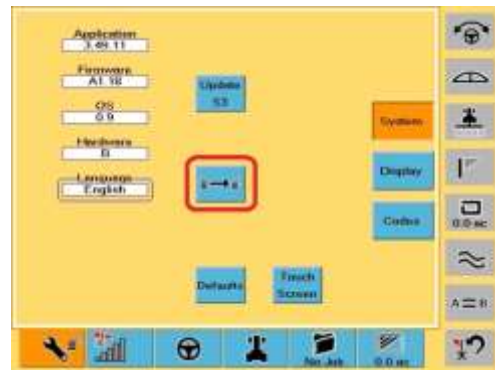 Application
3.49.11
Firmware
A1.18
OS
0.9
Hardware
B
Language
English
Update
S3
Defaults
Touch
Screen
System
Display
Codes
0.0 ac
A = B
No Job
0.0 ac